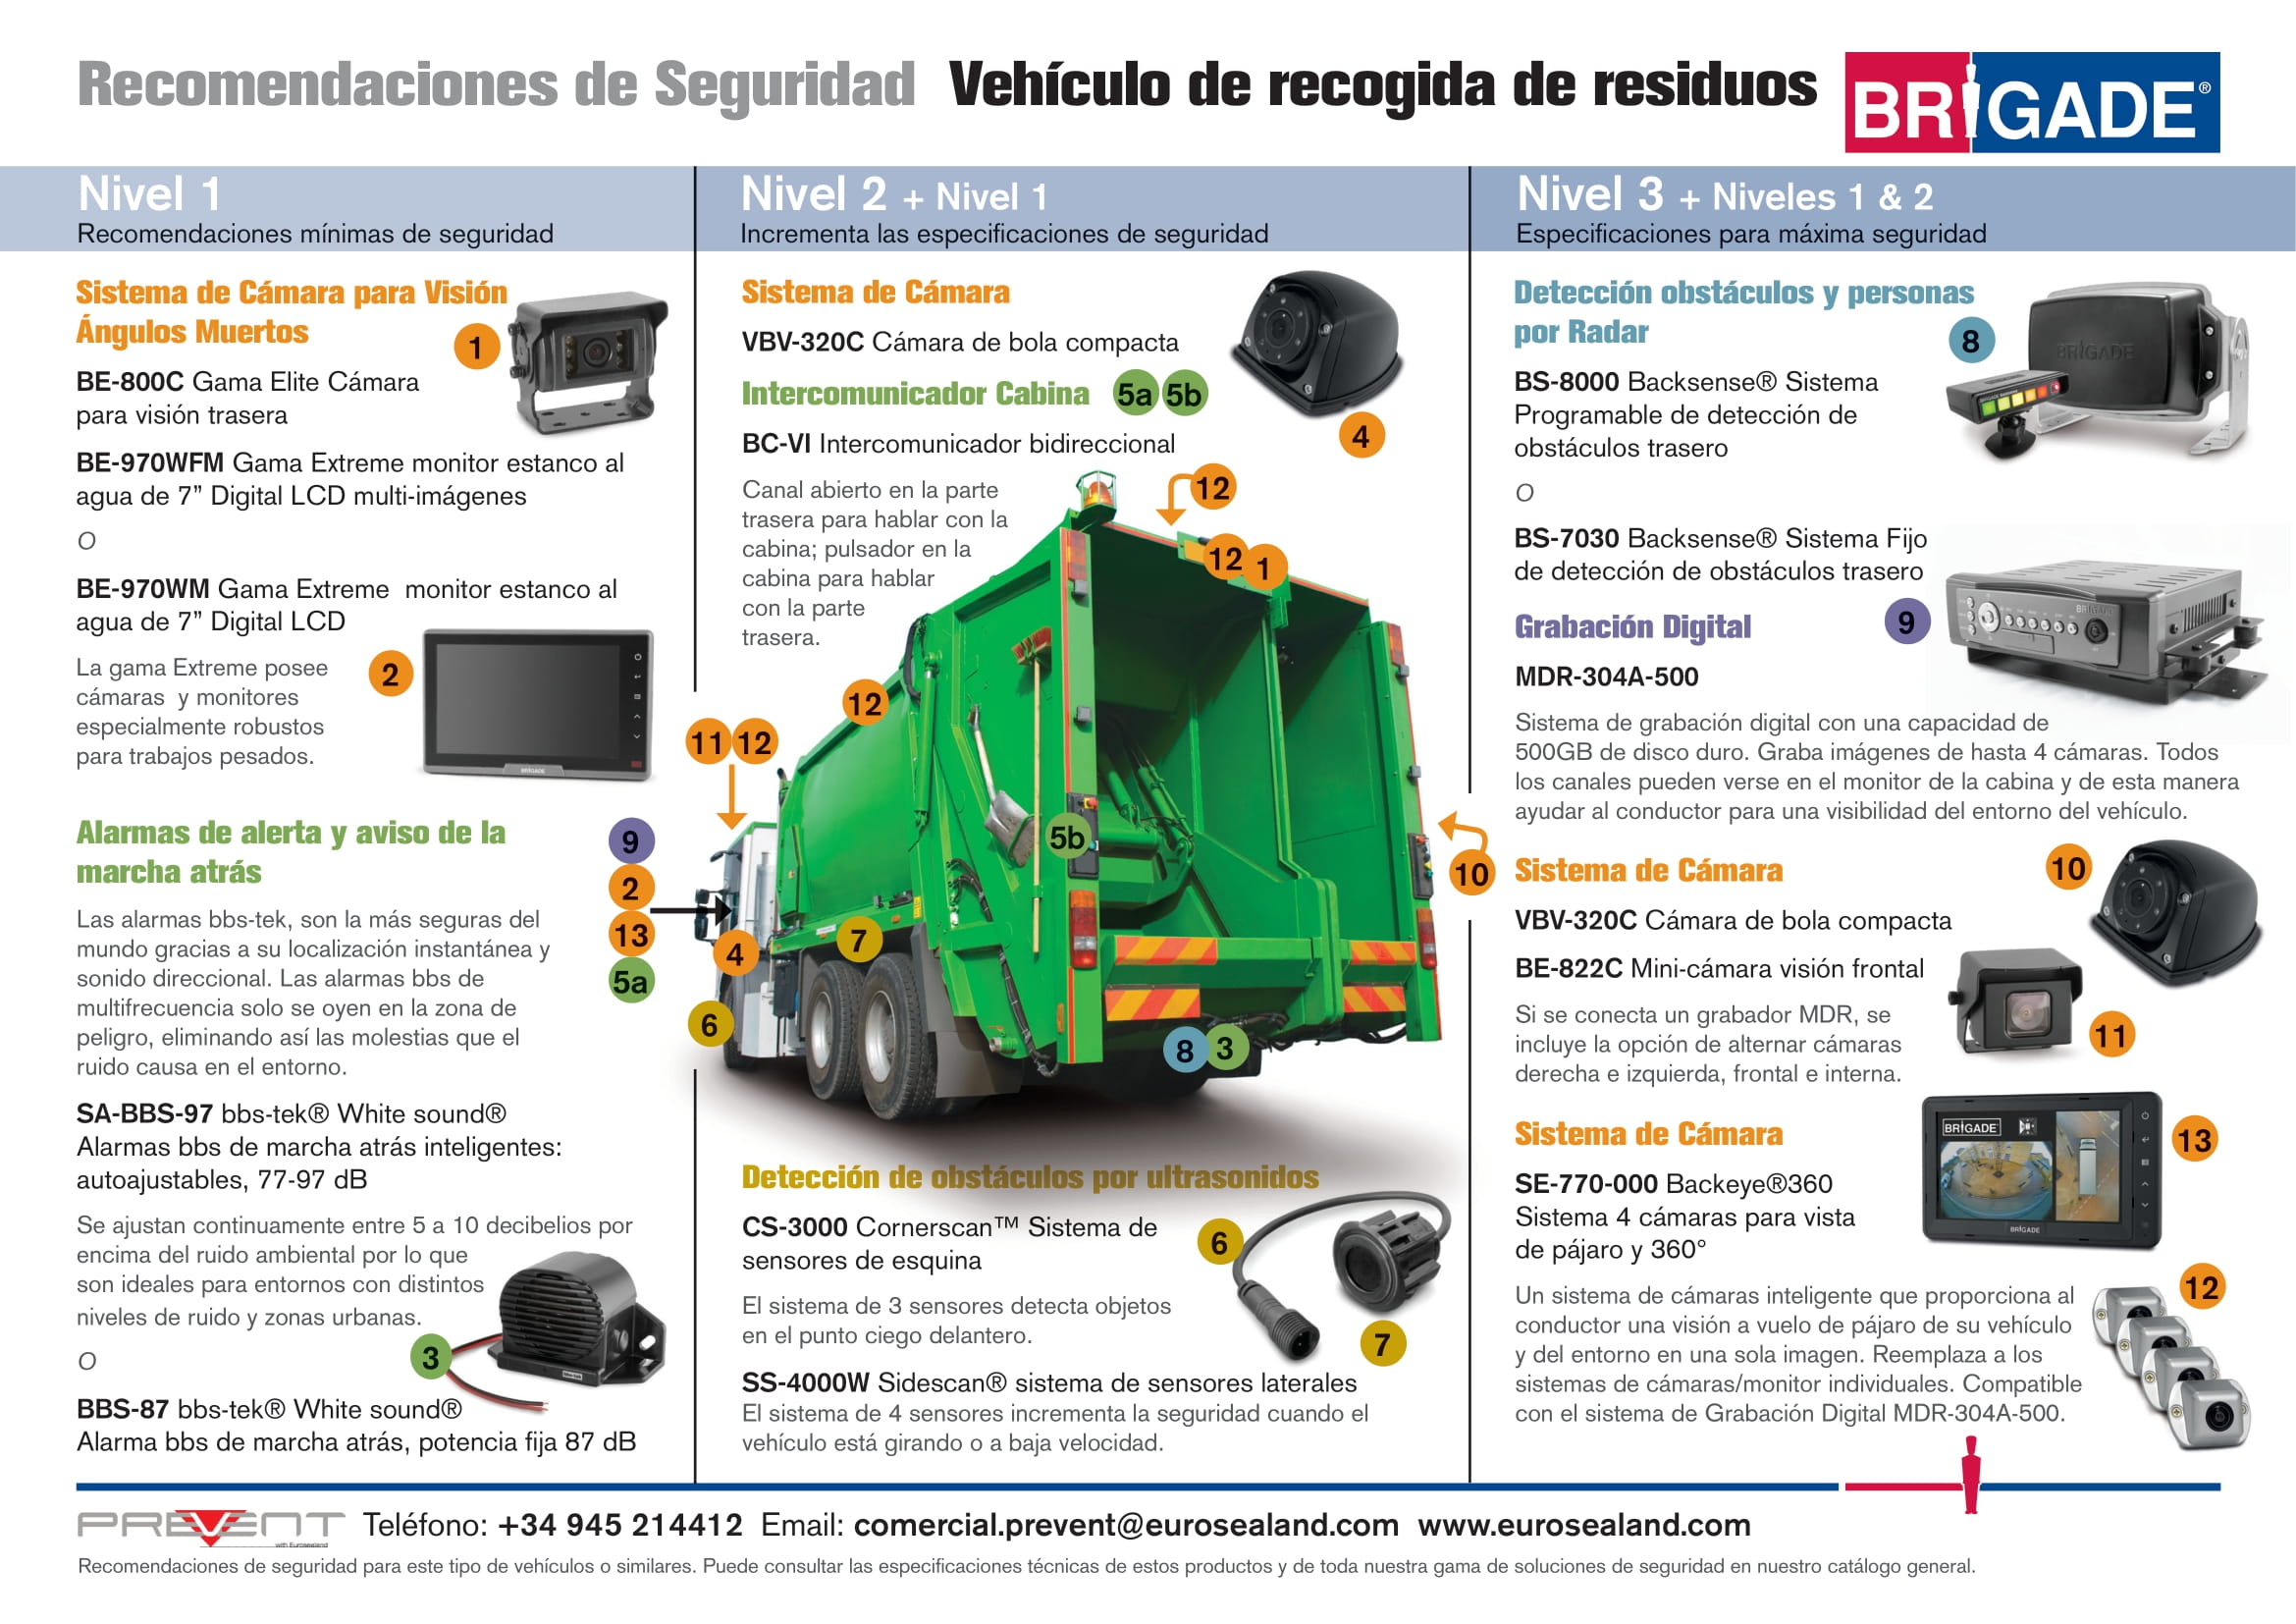 Recomendaciones de Seguridad Vehículo de recogida de residuos
BRIGADE®
Nivel 1
Recomendaciones mínimas de seguridad
Sistema de Cámara para Visión
Ángulos Muertos
1
BE-800C Gama Elite Cámara
para visión trasera
BE-970WFM Gama Extreme monitor estanco al
agua de 7” Digital LCD multi-imágenes
O
BE-970WM Gama Extreme monitor estanco al
agua de 7” Digital LCD
La gama Extreme posee
cámaras y monitores
especialmente robustos
para trabajos pesados.
2
BRIGADE
Alarmas de alerta y aviso de la
marcha atrás
Las alarmas bbs-tek, son la más seguras del
mundo gracias a su localización instantánea y
sonido direccional. Las alarmas bbs de
multifrecuencia solo se oyen en la zona de
peligro, eliminando así las molestias que el
ruido causa en el entorno.
SA-BBS-97 bbs-tek® White sound®
Alarmas bbs de marcha atrás inteligentes:
autoajustables, 77-97 dB
Se ajustan continuamente entre 5 a 10 decibelios por
encima del ruido ambiental por lo que
son ideales para entornos con distintos
niveles de ruido y zonas urbanas.
O
3
BBS-87 bbs-tek® White sound®
Alarma bbs de marcha atrás, potencia fija 87 dB
Nivel 2 + Nivel 1
Incrementa las especificaciones de seguridad
Sistema de Cámara
VBV-320C Cámara de bola compacta
Intercomunicador Cabina 5a 5b
4
BC-VI Intercomunicador bidireccional
Canal abierto en la parte
trasera para hablar con la
cabina; pulsador en la
cabina para hablar
con la parte
trasera.
12
12 1
12
11 12
9
2
13
5a
4
7
6
5b
10
8 3
Detección de obstáculos por ultrasonidos
CS-3000 Cornerscan™ Sistema de
sensores de esquina
6
El sistema de 3 sensores detecta objetos
en el punto ciego delantero.
7
SS-4000W Sidescan® sistema de sensores laterales
El sistema de 4 sensores incrementa la seguridad cuando el
vehículo está girando o a baja velocidad.
Nivel 3 + Niveles 1 & 2
Especificaciones para máxima seguridad
Detección obstáculos y personas
por Radar
8
BRIGADE
BS-8000 Backsense® Sistema
Programable de detección de
obstáculos trasero
O
BS-7030 Backsense® Sistema Fijo
de detección de obstáculos trasero
Grabación Digital
9
BRIGADE
MDR-304A-500
Sistema de grabación digital con una capacidad de
500GB de disco duro. Graba imágenes de hasta 4 cámaras. Todos
los canales pueden verse en el monitor de la cabina y de esta manera
ayudar al conductor para una visibilidad del entorno del vehículo.
Sistema de Cámara
10
VBV-320C Cámara de bola compacta
BE-822C Mini-cámara visión frontal
Si se conecta un grabador MDR, se
incluye la opción de alternar cámaras
derecha e izquierda, frontal e interna.
11
Sistema de Cámara
BRIGADE
BRIGADE
13
SE-770-000 Backeye®360
Sistema 4 cámaras para vista
de pájaro y 360°
Un sistema de cámaras inteligente que proporciona al
conductor una visión a vuelo de pájaro de su vehículo
y del entorno en una sola imagen. Reemplaza a los
sistemas de cámaras/monitor individuales. Compatible
con el sistema de Grabación Digital MDR-304A-500.
12
PREVENT
with Eurosealand
Teléfono: +34 945 214412 Email: comercial.prevent@eurosealand.com www.eurosealand.com
Recomendaciones de seguridad para este tipo de vehículos o similares. Puede consultar las especificaciones técnicas de estos productos y de toda nuestra gama de soluciones de seguridad en nuestro catálogo general.